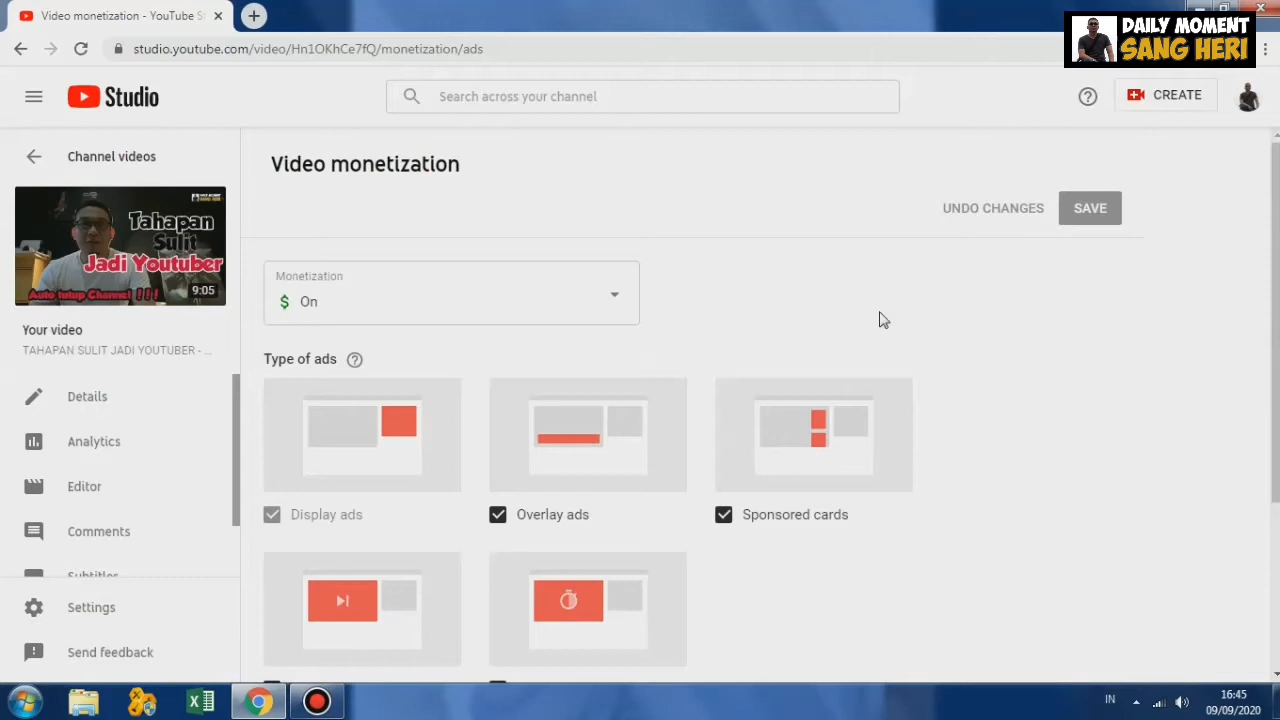 Video monetization - YouTube S
DAILY MOMENT
SANG HERI
studio.youtube.com/video/Hn1OKhCe7fQ/monetization/ads
Studio
Search across your channel
CREATE
Channel videos
Video monetization
UNDO CHANGES
SAVE
Tahapan
Sulit
Jadi Youtuber
Auto tutup Channel !!!
9:05
Monetization
$ On
Your video
TAHAPAN SULIT JADI YOUTUBER - ...
Type of ads
Details
Analytics
Editor
Comments
Subtitles
Settings
Send feedback
Display ads
Overlay ads
Sponsored cards
IN
16:45
09/09/2020